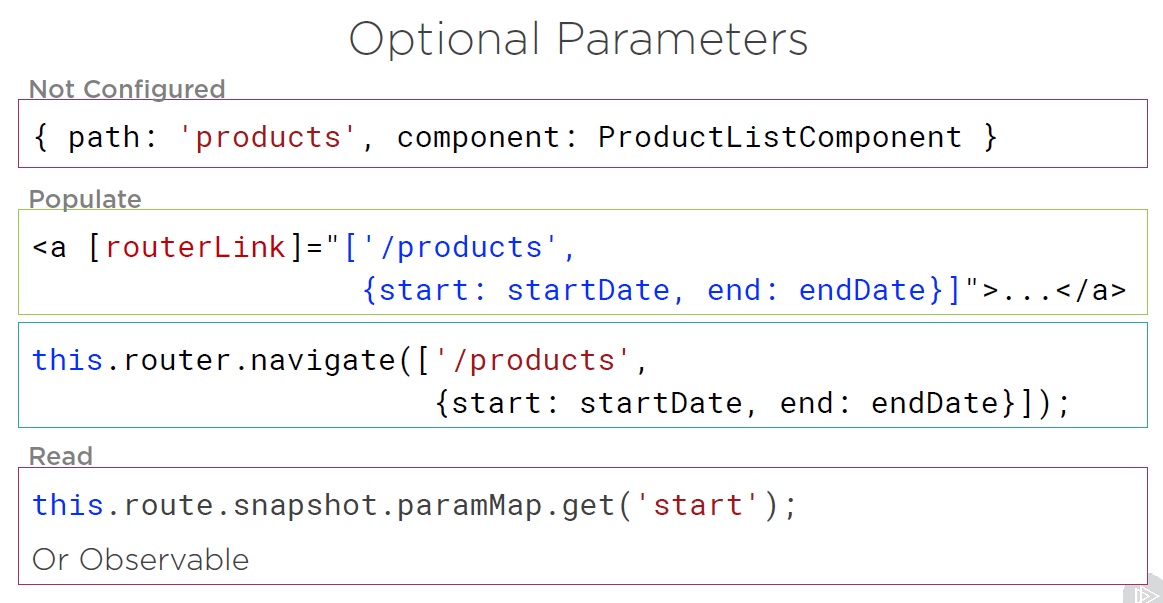 Optional Parameters
Not Configured
{ path: 'products', component: ProductListComponent }
Populate
<a [routerLink]="['/products',
{start: startDate, end: endDate}]">...</a>
this.router.navigate(['/products',
{start: startDate, end: endDate}]);
Read
this.route.snapshot.paramMap.get('start');
Or Observable